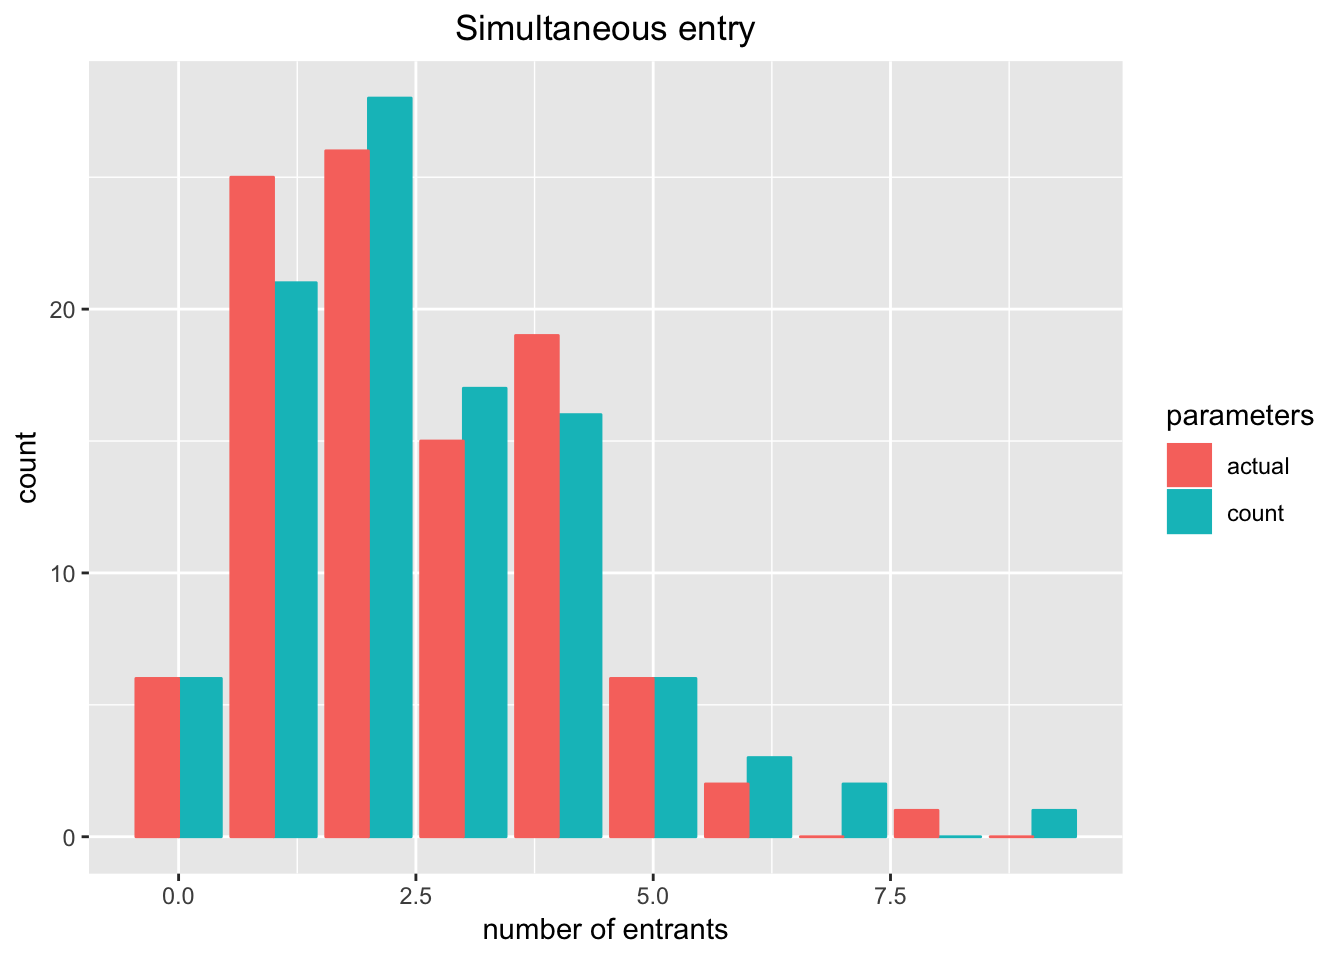 Simultaneous entry
count
20
10
0
0.0 2.5 5.0 7.5
number of entrants
parameters
actual
count